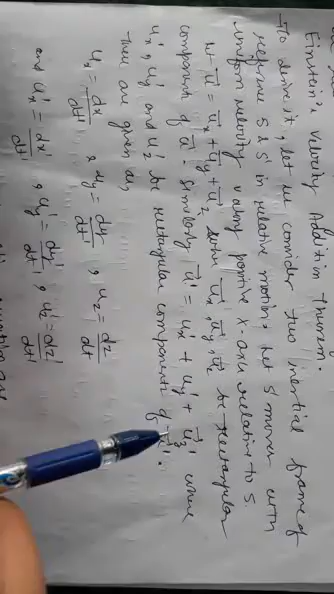 Einstein's Velocity Addition Theorem.
To derive it, let us consider two inertial frame of
reference S & S' in relative motion. Let S' moves with
uniform velocity v along positive x-axis relative to S.
Let u⃗ = u⃗x + u⃗y + u⃗z where u⃗x, u⃗y, u⃗z be rectangular
component of u⃗. Similarly u⃗' = u'x + u'y + u⃗'z where
u'x, u'y and u'z be rectangular components of u⃗'.
these are given as,
ux = dx/dt, uy = dy/dt, uz = dz/dt
and u'x = dx'/dt', u'y = dy'/dt', u'z = dz'/dt'